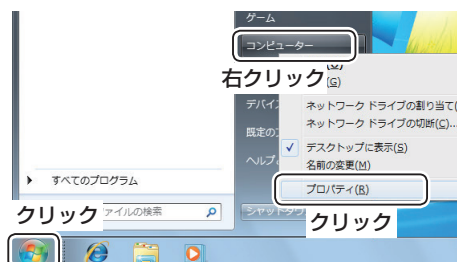 ゲーム
コンピューター
右クリック
(G)
デバイ
ネットワーク ドライブの割り当て(
ネットワーク ドライブの切断(C)...
既定の
デスクトップに表示(S)
名前の変更(M)
ヘルプ
すべてのプログラム
プロパティ(R)
クリック
ァイルの検索
シャットダウ
クリック